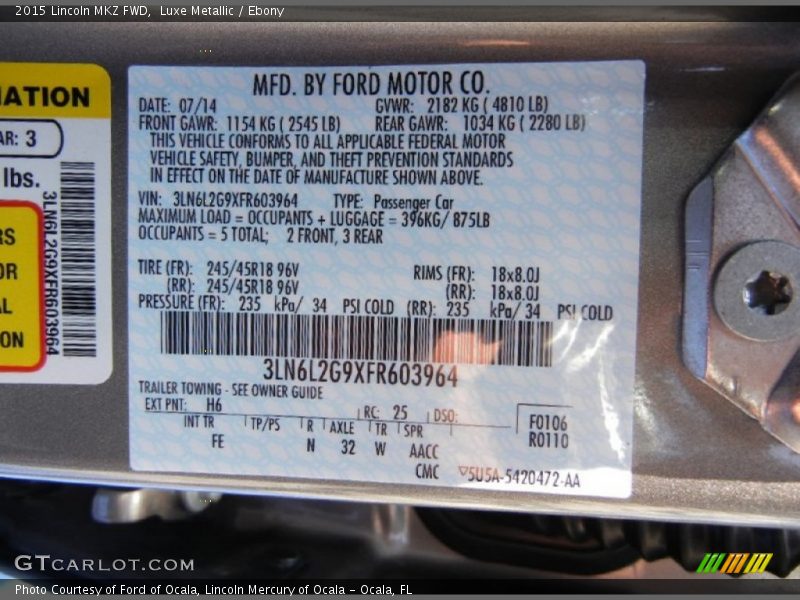 2015 Lincoln MKZ FWD, Luxe Metallic / Ebony
MATION
AR: 3
lbs.
3LN6L2G9XFR603964
RS
OR
AL
ON
MFD. BY FORD MOTOR CO.
DATE: 07/14 GVWR: 2182 KG ( 4810 LB)
FRONT GAWR: 1154 KG ( 2545 LB) REAR GAWR: 1034 KG ( 2280 LB)
THIS VEHICLE CONFORMS TO ALL APPLICABLE FEDERAL MOTOR
VEHICLE SAFETY, BUMPER, AND THEFT PREVENTION STANDARDS
IN EFFECT ON THE DATE OF MANUFACTURE SHOWN ABOVE.
VIN: 3LN6L2G9XFR603964 TYPE: Passenger Car
MAXIMUM LOAD = OCCUPANTS + LUGGAGE = 396KG/ 875LB
OCCUPANTS = 5 TOTAL; 2 FRONT, 3 REAR
TIRE (FR): 245/45R18 96V RIMS (FR): 18x8.0J
(RR): 245/45R18 96V (RR): 18x8.0J
PRESSURE (FR): 235 kPa/ 34 PSI COLD (RR): 235 kPa/ 34 PSI COLD
3LN6L2G9XFR603964
TRAILER TOWING - SEE OWNER GUIDE
EXT PNT: H6 RC: 25 DSO:
INT TR TP/PS R AXLE TR SPR
FE N 32 W AACC
CMC
F0106
R0110
▽5U5A-5420472-AA
GTCARLOT.COM
Photo Courtesy of Ford of Ocala, Lincoln Mercury of Ocala - Ocala, FL